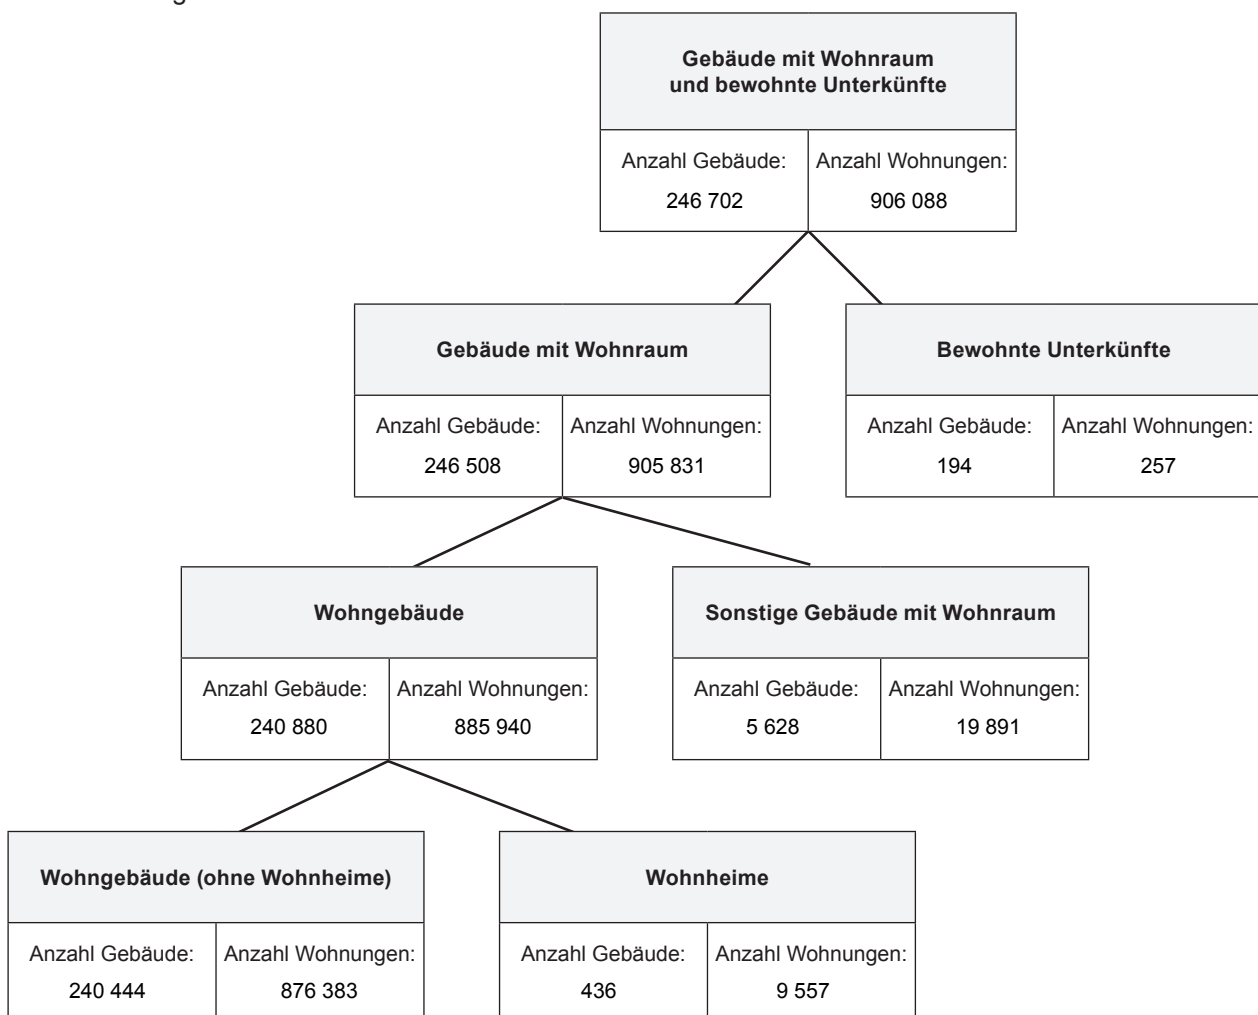 Gebäude mit Wohnraum
und bewohnte Unterkünfte
Anzahl Gebäude: Anzahl Wohnungen:
246 702 906 088
Gebäude mit Wohnraum
Bewohnte Unterkünfte
Anzahl Gebäude: Anzahl Wohnungen:
246 508 905 831
Anzahl Gebäude: Anzahl Wohnungen:
194 257
Wohngebäude
Sonstige Gebäude mit Wohnraum
Anzahl Gebäude: Anzahl Wohnungen:
240 880 885 940
Anzahl Gebäude: Anzahl Wohnungen:
5 628 19 891
Wohngebäude (ohne Wohnheime)
Wohnheime
Anzahl Gebäude: Anzahl Wohnungen:
240 444 876 383
Anzahl Gebäude: Anzahl Wohnungen:
436 9 557